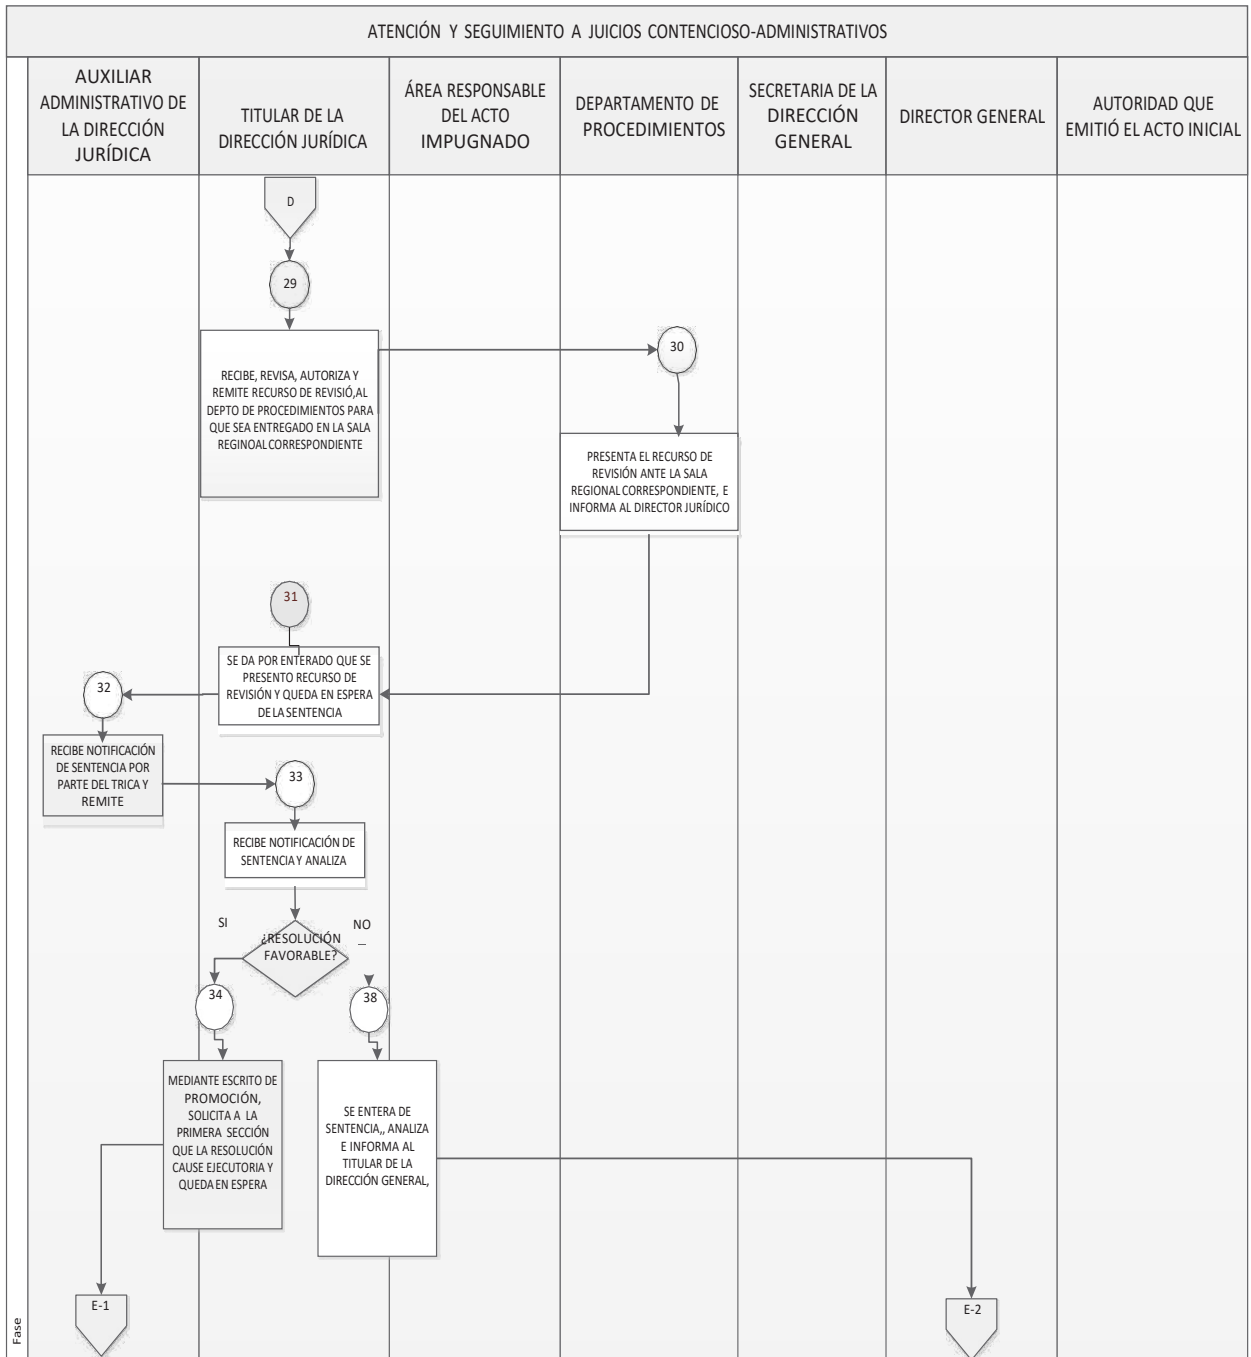 ATENCIÓN Y SEGUIMIENTO A JUICIOS CONTENCIOSO-ADMINISTRATIVOS
AUXILIAR
ADMINISTRATIVO DE
LA DIRECCIÓN
JURÍDICA
TITULAR DE LA
DIRECCIÓN JURÍDICA
ÁREA RESPONSABLE
DEL ACTO
IMPUGNADO
DEPARTAMENTO DE
PROCEDIMIENTOS
SECRETARIA DE LA
DIRECCIÓN
GENERAL
DIRECTOR GENERAL
AUTORIDAD QUE
EMITIÓ EL ACTO INICIAL
D
29
RECIBE, REVISA, AUTORIZA Y
REMITE RECURSO DE REVISIÓ,AL
DEPTO DE PROCEDIMIENTOS PARA
QUE SEA ENTREGADO EN LA SALA
REGINOAL CORRESPONDIENTE
30
PRESENTA EL RECURSO DE
REVISIÓN ANTE LA SALA
REGIONAL CORRESPONDIENTE, E
INFORMA AL DIRECTOR JURÍDICO
31
SE DA POR ENTERADO QUE SE
PRESENTO RECURSO DE
REVISIÓN Y QUEDA EN ESPERA
DE LA SENTENCIA
32
RECIBE NOTIFICACIÓN
DE SENTENCIA POR
PARTE DEL TRICA Y
REMITE
33
RECIBE NOTIFICACIÓN DE
SENTENCIA Y ANALIZA
SI
NO
¿RESOLUCIÓN
FAVORABLE?
34
38
MEDIANTE ESCRITO DE
PROMOCIÓN,
SOLICITA A LA
PRIMERA SECCIÓN
QUE LA RESOLUCIÓN
CAUSE EJECUTORIA Y
QUEDA EN ESPERA
SE ENTERA DE
SENTENCIA,, ANALIZA
E INFORMA AL
TITULAR DE LA
DIRECCIÓN GENERAL,
E-1
E-2
Fase